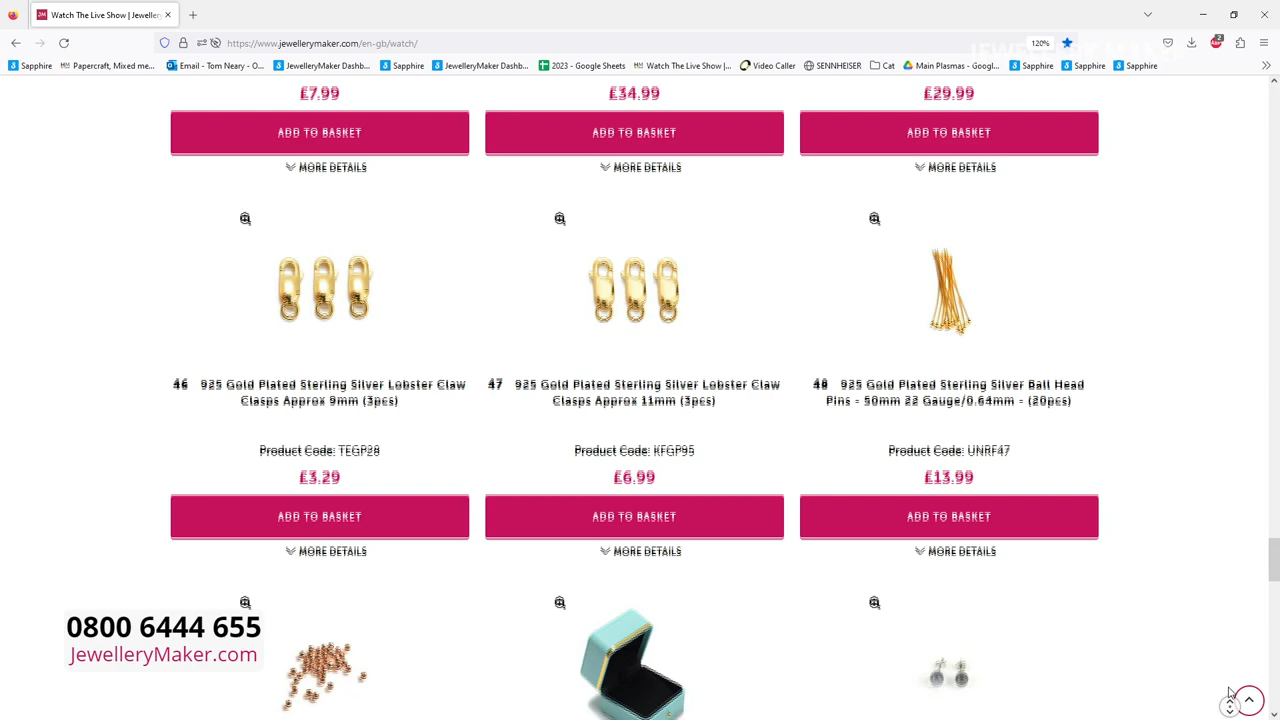 Watch The Live Show | Jeweller
https://www.jewellerymaker.com/en-gb/watch/
120%
2
Sapphire
Papercraft, Mixed me...
Email - Tom Neary - O...
JewelleryMaker Dashb...
Sapphire
JewelleryMaker Dashb...
2023 - Google Sheets
Watch The Live Show |...
Video Caller
SENNHEISER
Cat
Main Plasmas - Googl...
Sapphire
Sapphire
Sapphire
£7.99 £34.99 £29.99
ADD TO BASKET ADD TO BASKET ADD TO BASKET
MORE DETAILS MORE DETAILS MORE DETAILS
46 925 Gold Plated Sterling Silver Lobster Claw
Clasps Approx 9mm (3pcs)
Product Code: TEGP28
£3.29
ADD TO BASKET
MORE DETAILS
47 925 Gold Plated Sterling Silver Lobster Claw
Clasps Approx 11mm (3pcs)
Product Code: KFGP95
£6.99
ADD TO BASKET
MORE DETAILS
48 925 Gold Plated Sterling Silver Ball Head
Pins - 50mm 22 Gauge/0.64mm - (20pcs)
Product Code: UNRF47
£13.99
ADD TO BASKET
MORE DETAILS
0800 6444 655
JewelleryMaker.com